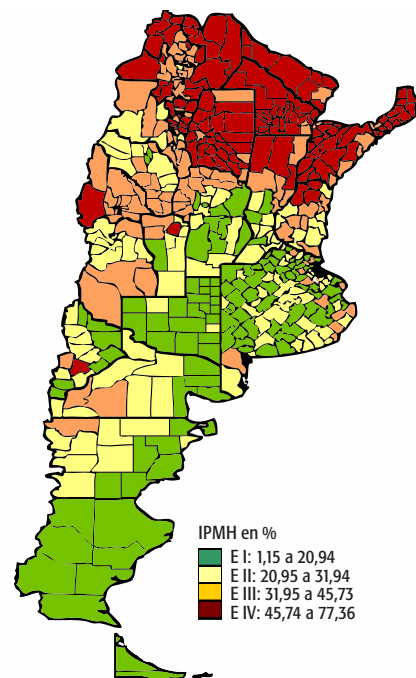 IPMH en %
E I: 1,15 a 20,94
E II: 20,95 a 31,94
E III: 31,95 a 45,73
E IV: 45,74 a 77,36